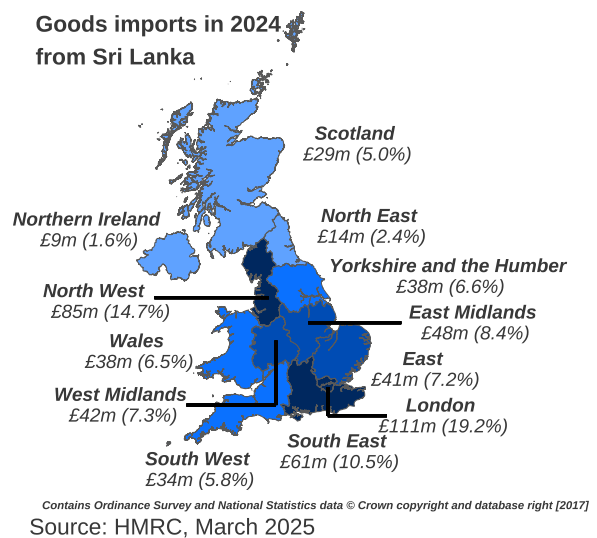 Goods imports in 2024
from Sri Lanka
Scotland
£29m (5.0%)
Northern Ireland
£9m (1.6%)
North East
£14m (2.4%)
Yorkshire and the Humber
£38m (6.6%)
North West
£85m (14.7%)
East Midlands
£48m (8.4%)
Wales
£38m (6.5%)
East
£41m (7.2%)
West Midlands
£42m (7.3%)
London
£111m (19.2%)
South East
£61m (10.5%)
South West
£34m (5.8%)
Contains Ordinance Survey and National Statistics data © Crown copyright and database right [2017]
Source: HMRC, March 2025